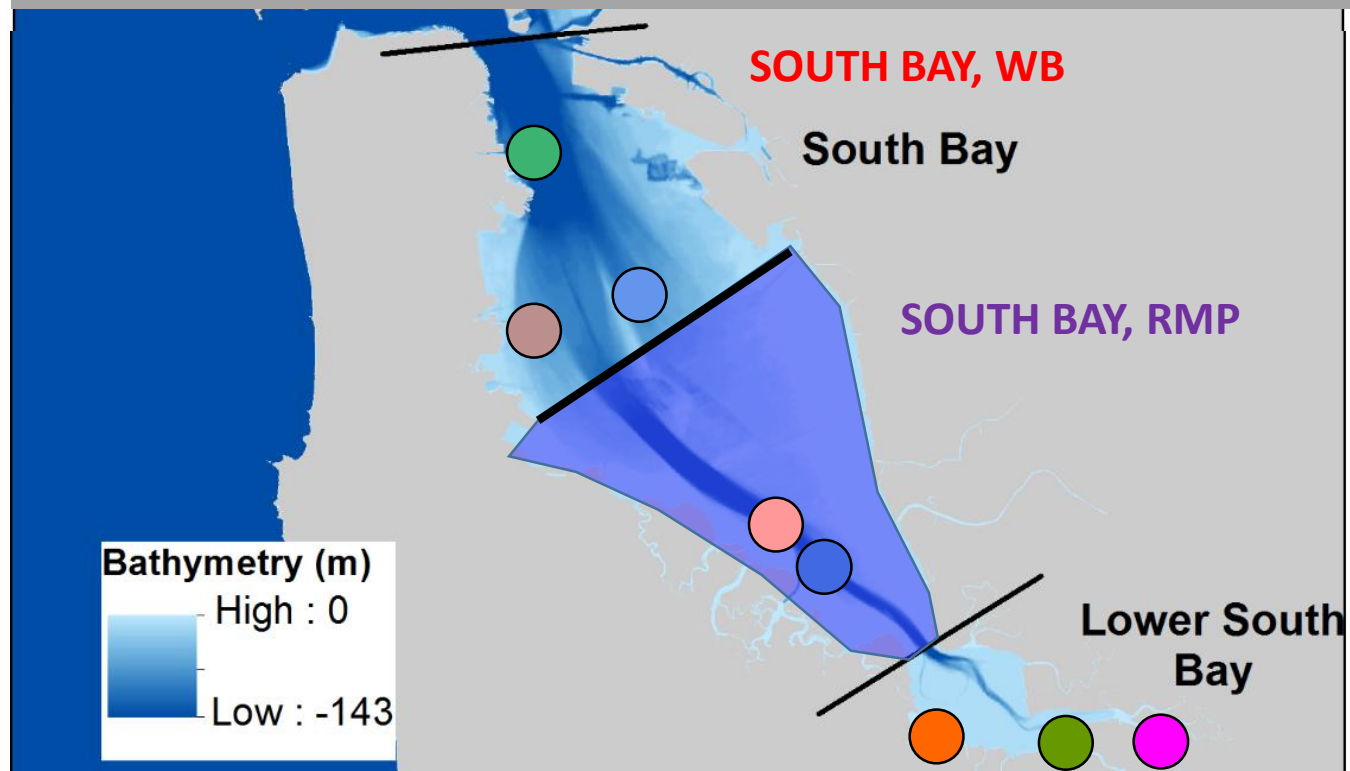 SOUTH BAY, WB
South Bay
SOUTH BAY, RMP
Bathymetry (m)
High : 0
Low : -143
Lower South
Bay